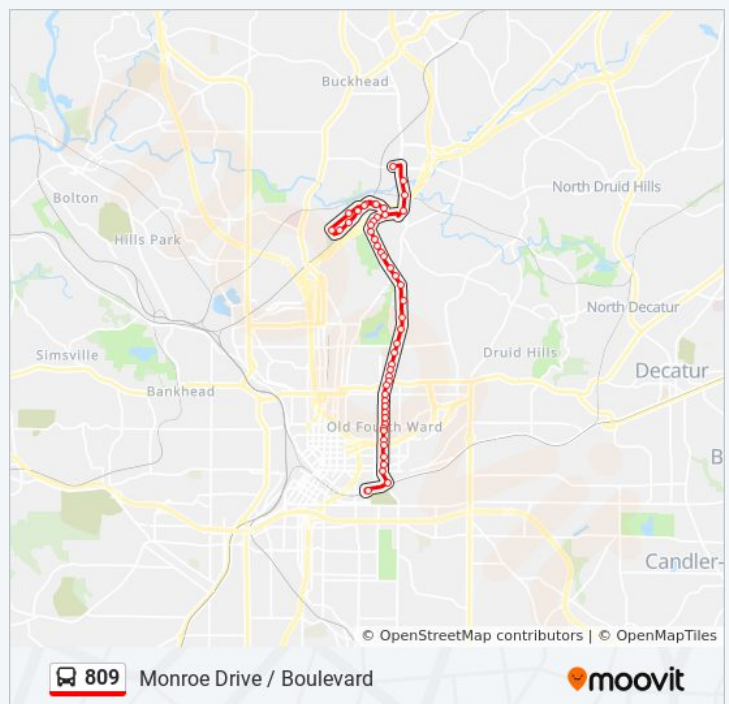 Buckhead
North Druid Hills
Bolton
Hills Park
North Decatur
Simsville
Druid Hills
Decatur
Bankhead
Old Fourth Ward
B
Candler-
© OpenStreetMap contributors | © OpenMapTiles
809 Monroe Drive / Boulevard
moovit